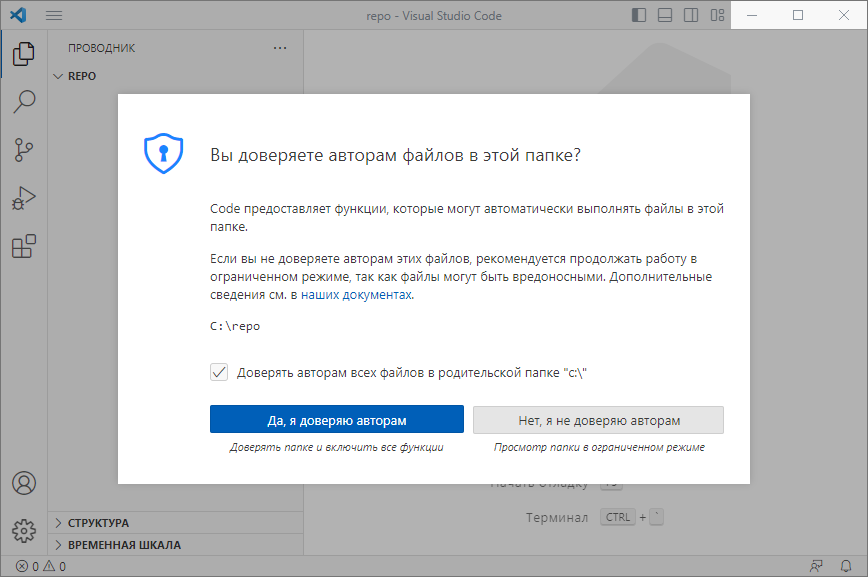 repo - Visual Studio Code
ПРОВОДНИК
REPO
Вы доверяете авторам файлов в этой папке?
Code предоставляет функции, которые могут автоматически выполнять файлы в этой
папке.
Если вы не доверяете авторам этих файлов, рекомендуется продолжать работу в
ограниченном режиме, так как файлы могут быть вредоносными. Дополнительные
сведения см. в наших документах.
C:\repo
Доверять авторам всех файлов в родительской папке "c:\"
Да, я доверяю авторам
Нет, я не доверяю авторам
Доверять папке и включить все функции
Просмотр папки в ограниченном режиме
Начать отладку
Терминал CTRL + `
СТРУКТУРА
ВРЕМЕННАЯ ШКАЛА
0 0